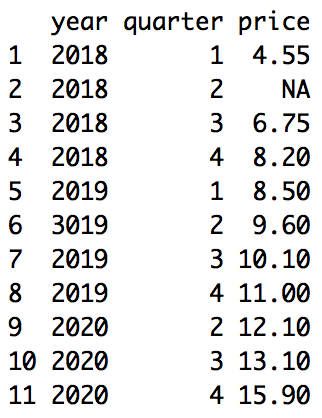 year quarter price
1 2018 1 4.55
2 2018 2 NA
3 2018 3 6.75
4 2018 4 8.20
5 2019 1 8.50
6 3019 2 9.60
7 2019 3 10.10
8 2019 4 11.00
9 2020 2 12.10
10 2020 3 13.10
11 2020 4 15.90